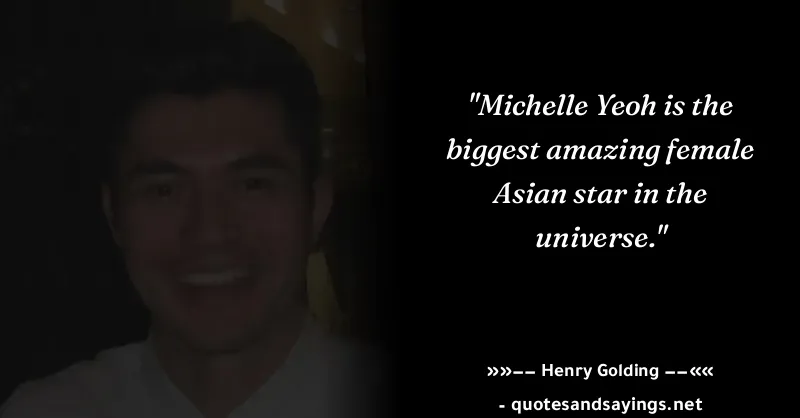 "Michelle Yeoh is the
biggest amazing female
Asian star in the
universe."
»»−− Henry Golding −−««
- quotesandsayings.net